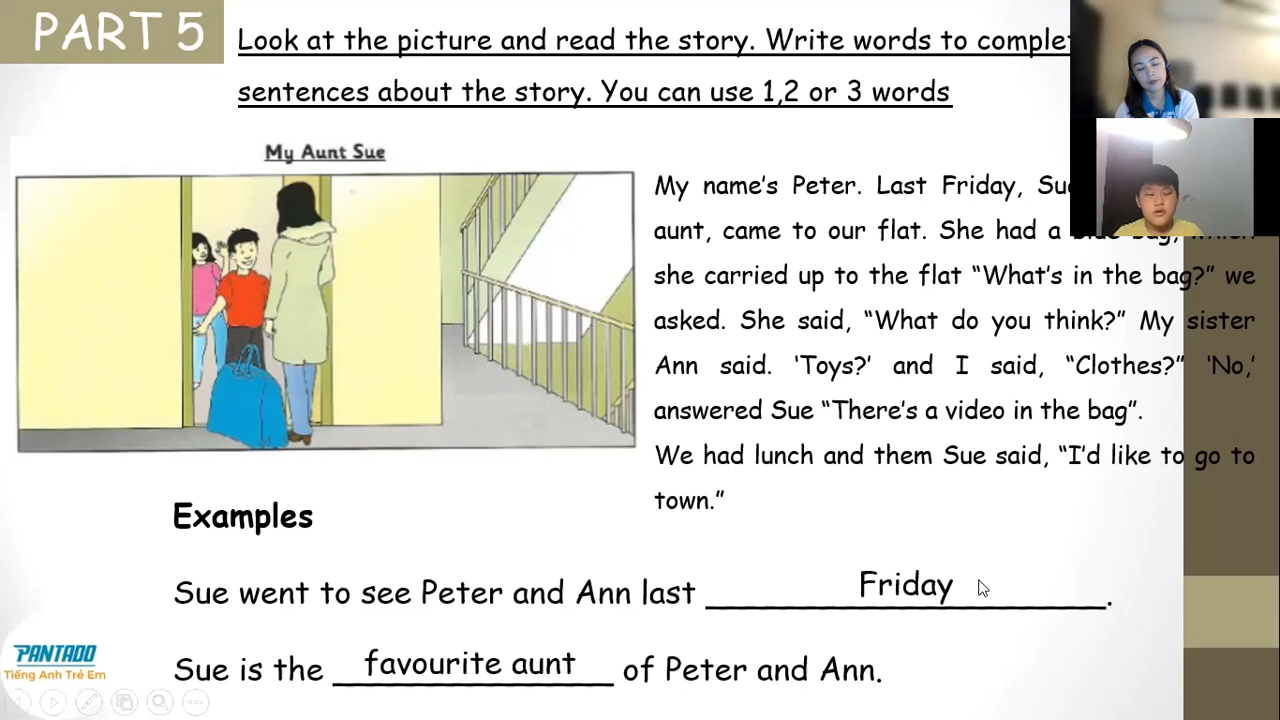 PART 5
Look at the picture and read the story. Write words to
sentences about the story. You can use 1,2 or 3 words
My Aunt Sue
My name's Peter. Last Friday,
aunt, came to our flat. She had a blue bag, which
she carried up to the flat “What's in the bag?” we
asked. She said, “What do you think?” My sister
Ann said. ‘Toys?’ and I said, “Clothes?” ‘No,’
answered Sue “There's a video in the bag”.
We had lunch and them Sue said, “I'd like to go to
town.”
Examples
Sue went to see Peter and Ann last Friday.
Sue is the favourite aunt of Peter and Ann.
PANTADO
Tiếng Anh Trẻ Em